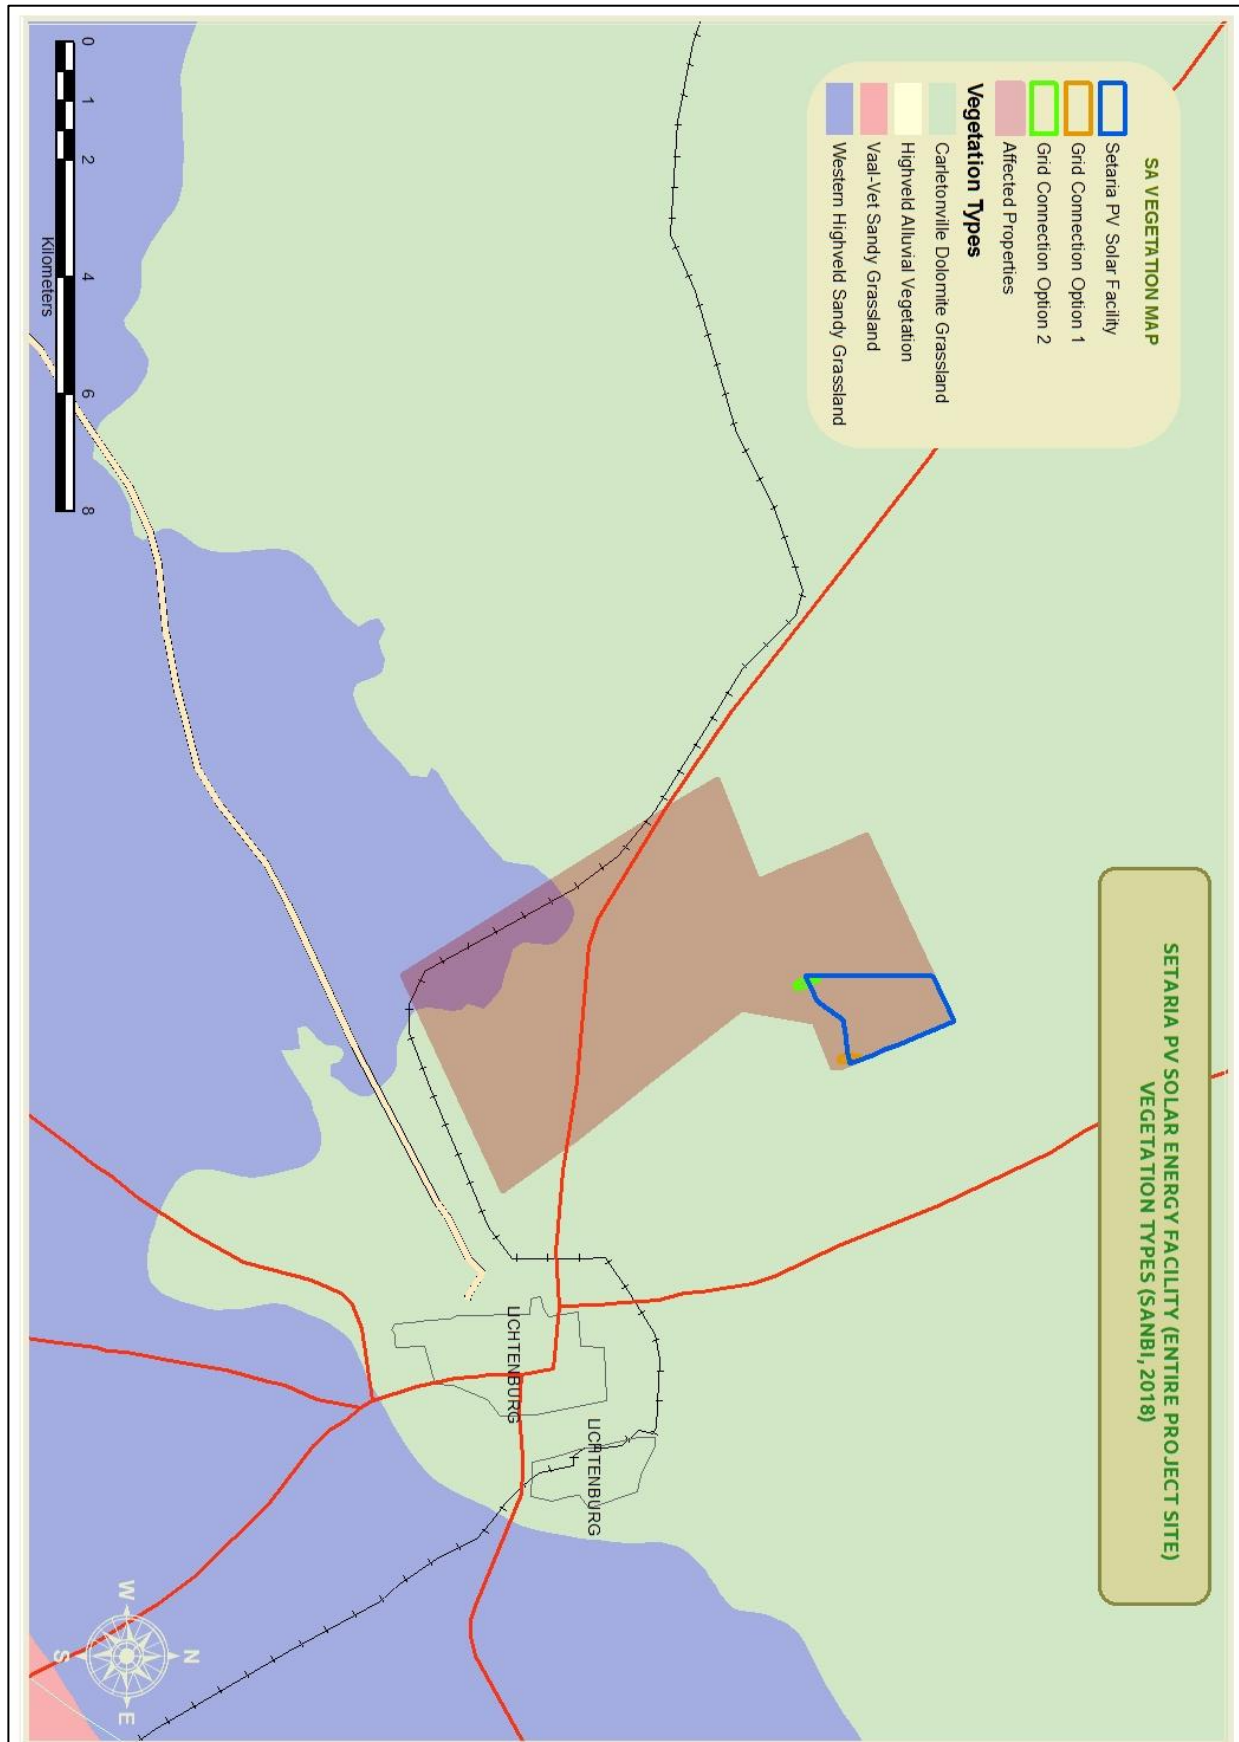 SETARIA PV SOLAR ENERGY FACILITY (ENTIRE PROJECT SITE)
VEGETATION TYPES (SANBI, 2018)
SA VEGETATION MAP
Setaria PV Solar Facility
Grid Connection Option 1
Grid Connection Option 2
Affected Properties
Vegetation Types
Carletonville Dolomite Grassland
Highveld Alluvial Vegetation
Vaal-Vet Sandy Grassland
Western Highveld Sandy Grassland
LICHTENBURG
LICHTENBURG
0 1 2 4 6 8
Kilometers
N
W E
S